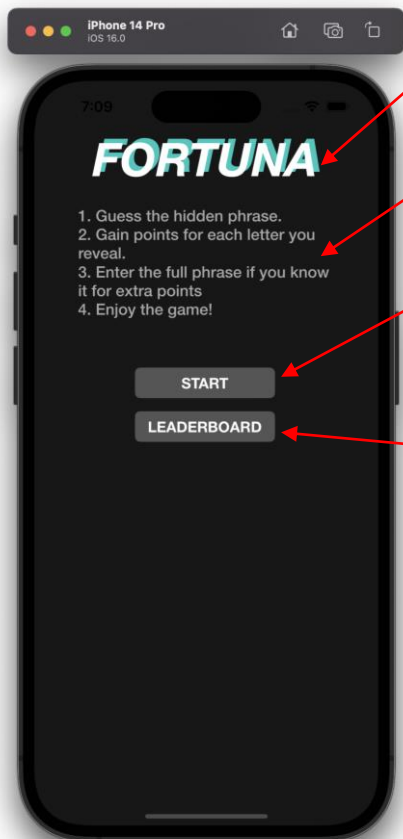 iPhone 14 Pro
iOS 16.0
7:09
FORTUNA
1. Guess the hidden phrase.
2. Gain points for each letter you
reveal.
3. Enter the full phrase if you know
it for extra points
4. Enjoy the game!
START
LEADERBOARD